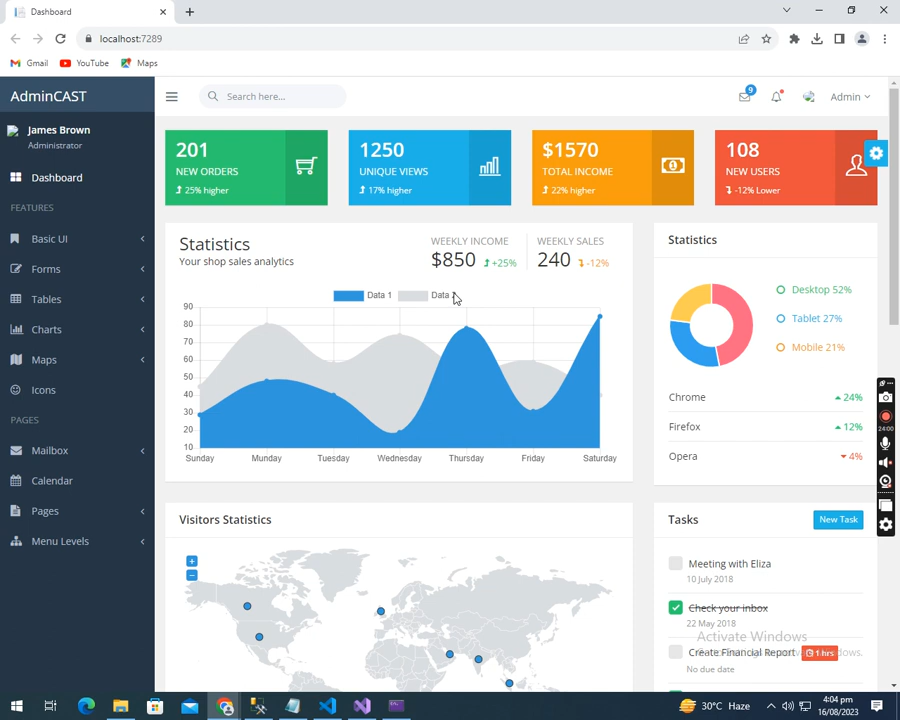 Dashboard
localhost:7289
Gmail
YouTube
Maps
AdminCAST
Search here...
9
Admin
James Brown
Administrator
Dashboard
FEATURES
Basic UI
Forms
Tables
Charts
Maps
Icons
PAGES
Mailbox
Calendar
Pages
Menu Levels
201
NEW ORDERS
25% higher
1250
UNIQUE VIEWS
17% higher
$1570
TOTAL INCOME
22% higher
108
NEW USERS
-12% Lower
Statistics
Your shop sales analytics
WEEKLY INCOME
$850 +25%
WEEKLY SALES
240 -12%
Data 1
Data
90
80
70
60
50
40
30
20
10
Sunday
Munday
Tuesday
Wednesday
Thursday
Friday
Saturday
Statistics
Desktop 52%
Tablet 27%
Mobile 21%
Chrome 24%
Firefox 12%
Opera 4%
Visitors Statistics
+
−
Tasks
New Task
Meeting with Eliza
10 July 2018
Check your inbox
22 May 2018
Create Financial Report 1 hrs
No due date
Activate Windows
24:00
30°C Haze
4:04 pm
16/08/2023